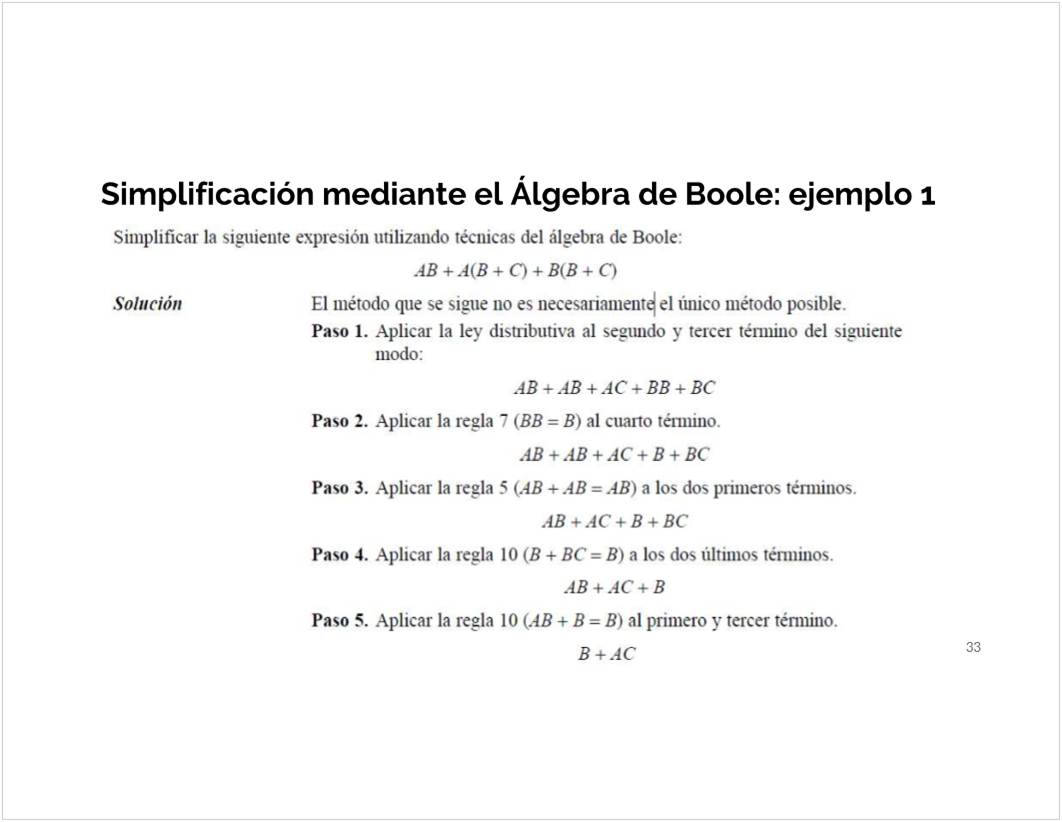 Simplificación mediante el Álgebra de Boole: ejemplo 1
Simplificar la siguiente expresión utilizando técnicas del álgebra de Boole:
AB + A(B + C) + B(B + C)
Solución El método que se sigue no es necesariamente el único método posible.
Paso 1. Aplicar la ley distributiva al segundo y tercer término del siguiente
modo:
AB + AB + AC + BB + BC
Paso 2. Aplicar la regla 7 (BB = B) al cuarto término.
AB + AB + AC + B + BC
Paso 3. Aplicar la regla 5 (AB + AB = AB) a los dos primeros términos.
AB + AC + B + BC
Paso 4. Aplicar la regla 10 (B + BC = B) a los dos últimos términos.
AB + AC + B
Paso 5. Aplicar la regla 10 (AB + B = B) al primero y tercer término.
B + AC
33